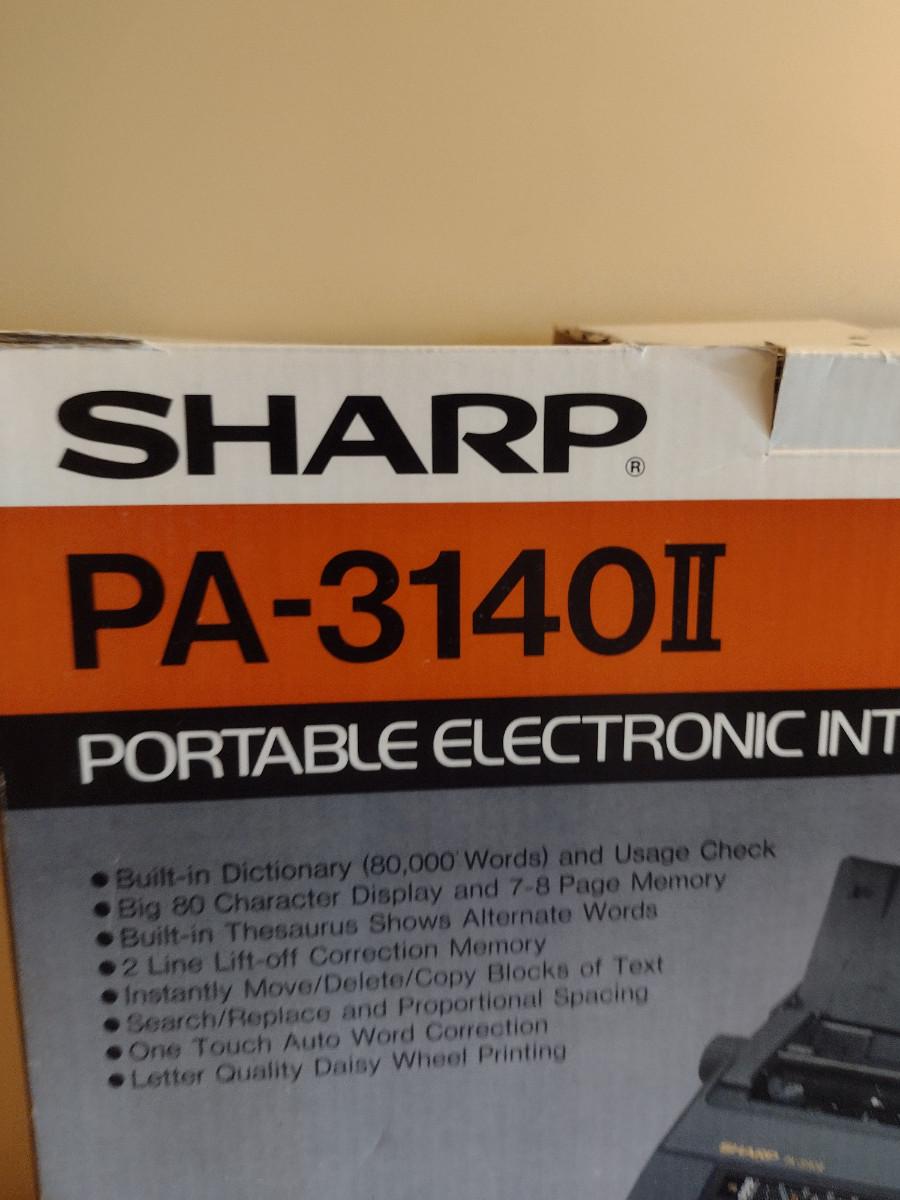 SHARP®
PA-3140II
PORTABLE ELECTRONIC INT
● Built-in Dictionary (80,000 Words) and Usage Check
● Big 80 Character Display and 7-8 Page Memory
● Built-in Thesaurus Shows Alternate Words
● 2 Line Lift-off Correction Memory
● Instantly Move/Delete/Copy Blocks of Text
● Search/Replace and Proportional Spacing
● One Touch Auto Word Correction
● Letter Quality Daisy Wheel Printing
SHARP